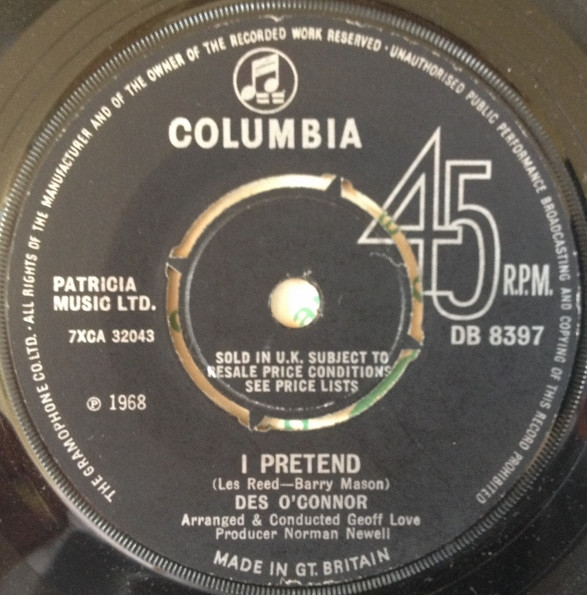 THE GRAMOPHONE CO. LTD. · ALL RIGHTS OF THE MANUFACTURER AND OF THE OWNER OF THE RECORDED WORK RESERVED · UNAUTHORISED PUBLIC PERFORMANCE BROADCASTING AND COPYING OF THIS RECORD PROHIBITED
COLUMBIA
45
R.P.M.
PATRICIA
MUSIC LTD.
7XCA 32043
DB 8397
SOLD IN U.K. SUBJECT TO
RESALE PRICE CONDITIONS
SEE PRICE LISTS
℗ 1968
I PRETEND
(Les Reed—Barry Mason)
DES O'CONNOR
Arranged & Conducted Geoff Love
Producer Norman Newell
MADE IN GT. BRITAIN